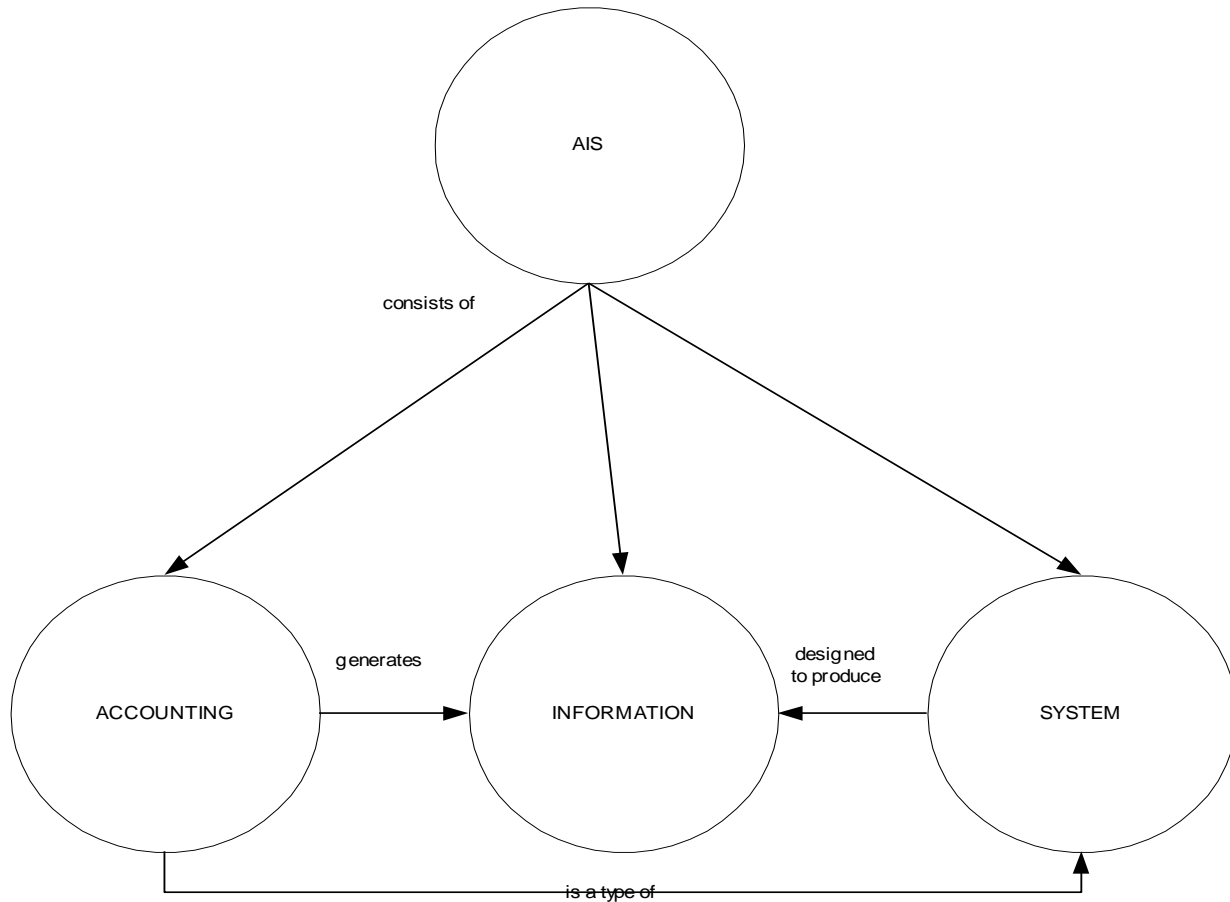 AIS
consists of
generates
designed
to produce
ACCOUNTING
INFORMATION
SYSTEM
is a type of